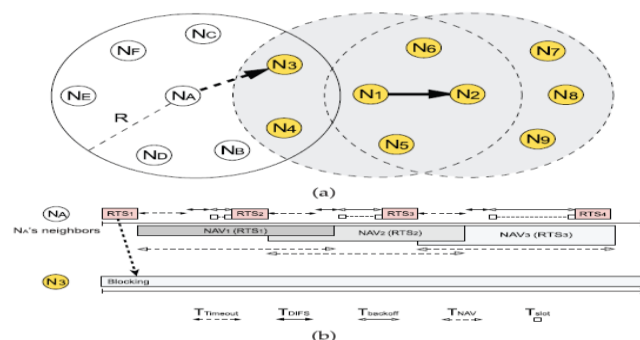 NC
NF
N6
N7
N3
NE
NA
N1
N2
N8
R
N4
NB
ND
N5
N9
(a)
NA RTS1 RTS2 RTS3 RTS4
NA's neighbors NAV1 (RTS1) NAV2 (RTS2) NAV3 (RTS3)
N3 Blocking
TTimeout TDIFS Tbackoff TNAV Tslot
(b)